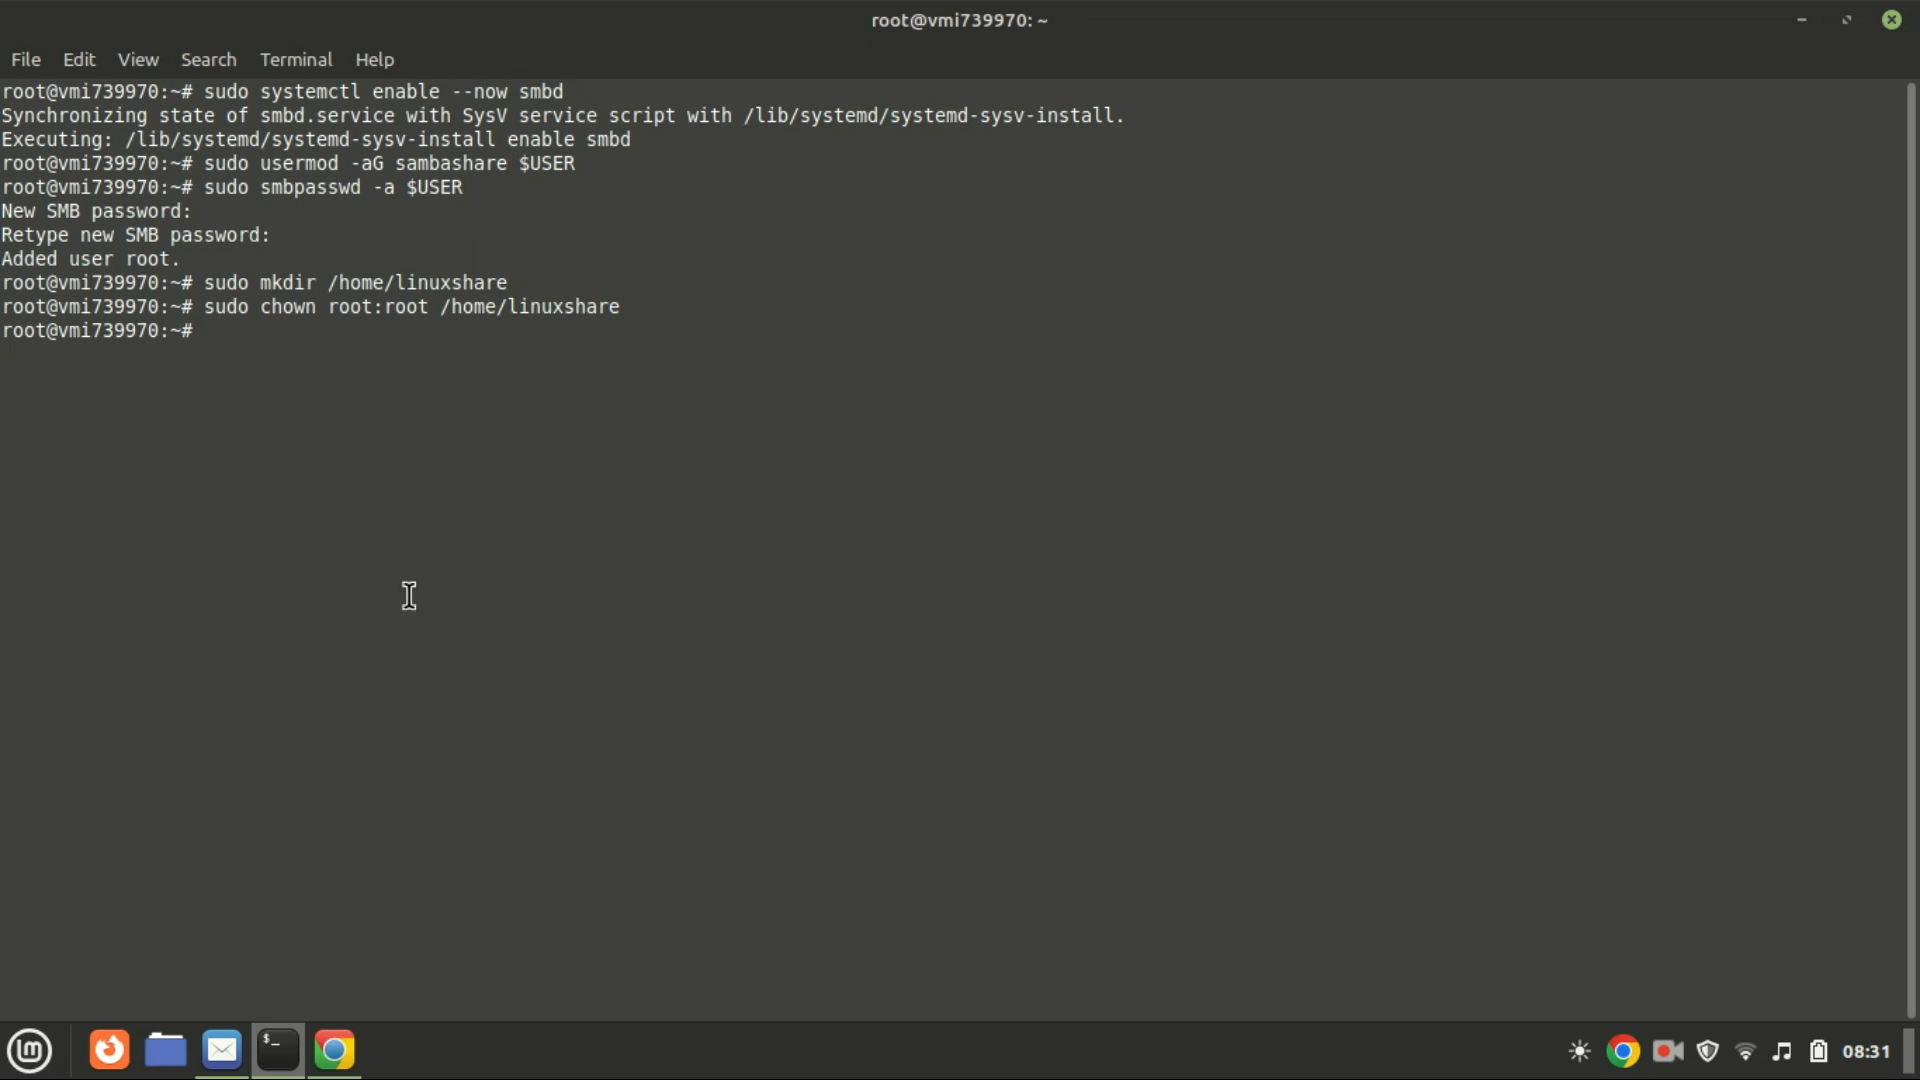 root@vmi739970: ~
File Edit View Search Terminal Help
root@vmi739970:~# sudo systemctl enable --now smbd
Synchronizing state of smbd.service with SysV service script with /lib/systemd/systemd-sysv-install.
Executing: /lib/systemd/systemd-sysv-install enable smbd
root@vmi739970:~# sudo usermod -aG sambashare $USER
root@vmi739970:~# sudo smbpasswd -a $USER
New SMB password:
Retype new SMB password:
Added user root.
root@vmi739970:~# sudo mkdir /home/linuxshare
root@vmi739970:~# sudo chown root:root /home/linuxshare
root@vmi739970:~#
$_
08:31